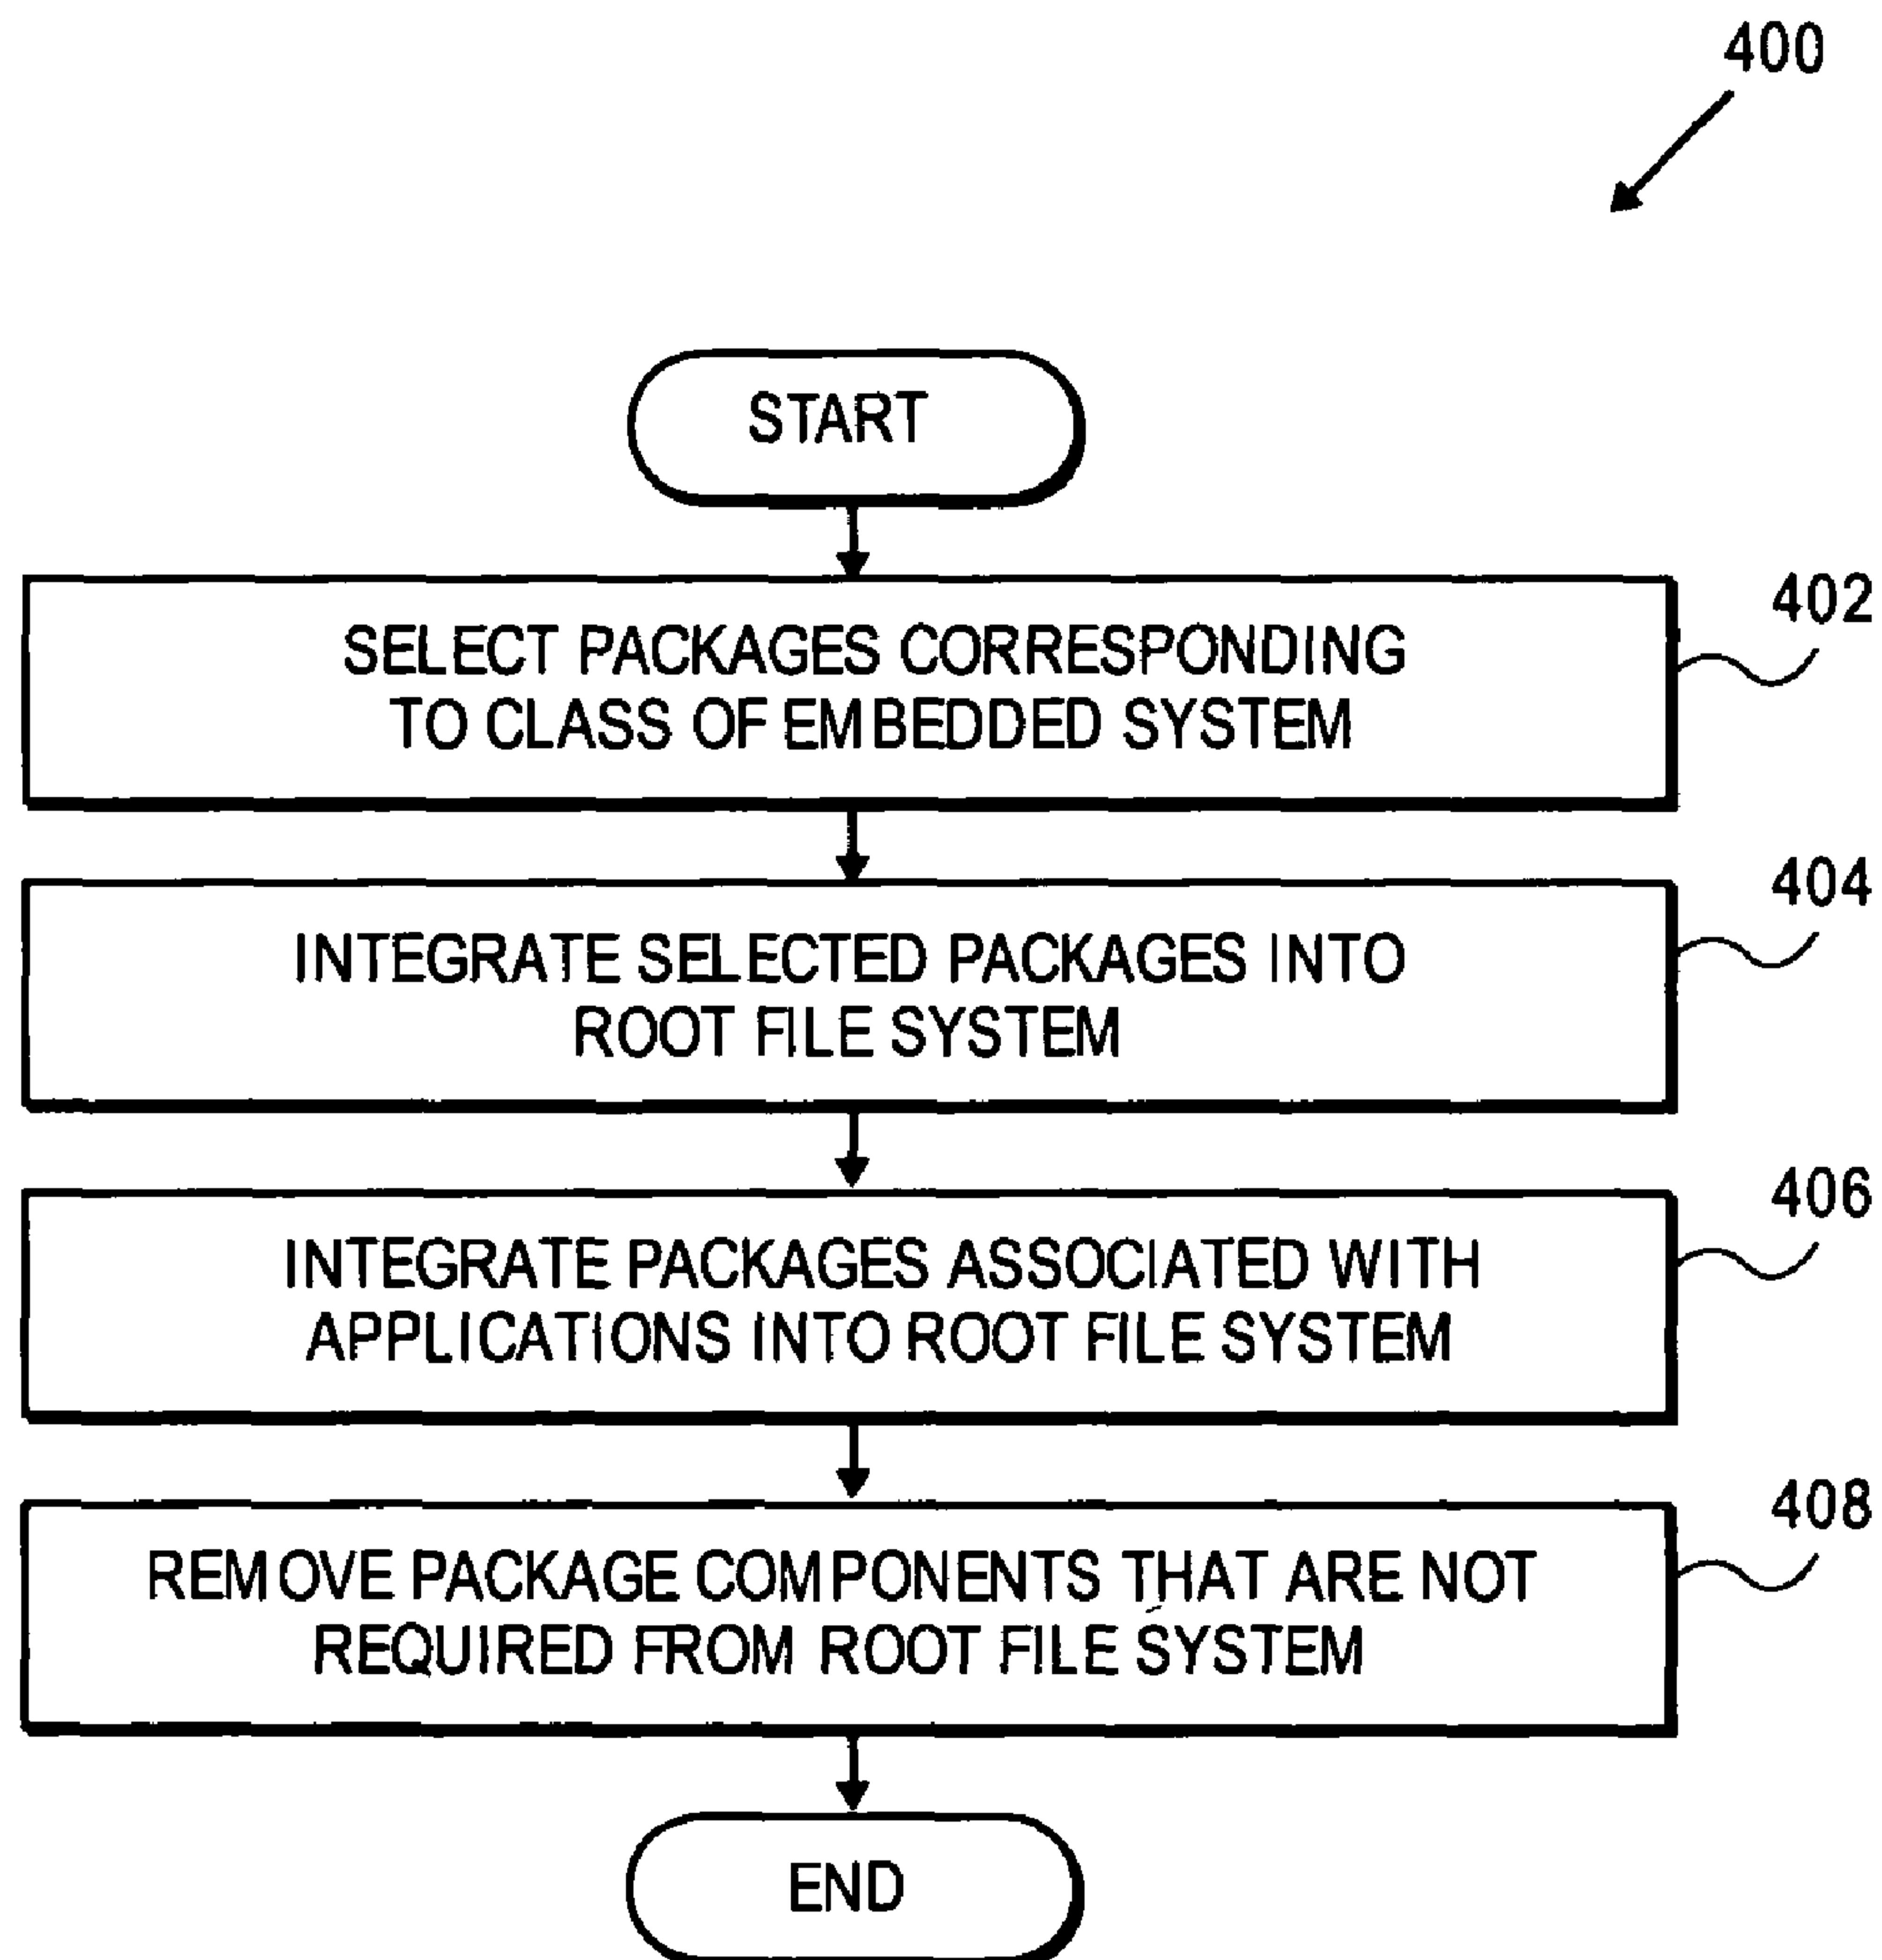 400
START
402
SELECT PACKAGES CORRESPONDING
TO CLASS OF EMBEDDED SYSTEM
404
INTEGRATE SELECTED PACKAGES INTO
ROOT FILE SYSTEM
406
INTEGRATE PACKAGES ASSOCIATED WITH
APPLICATIONS INTO ROOT FILE SYSTEM
408
REMOVE PACKAGE COMPONENTS THAT ARE NOT
REQUIRED FROM ROOT FILE SYSTEM
END